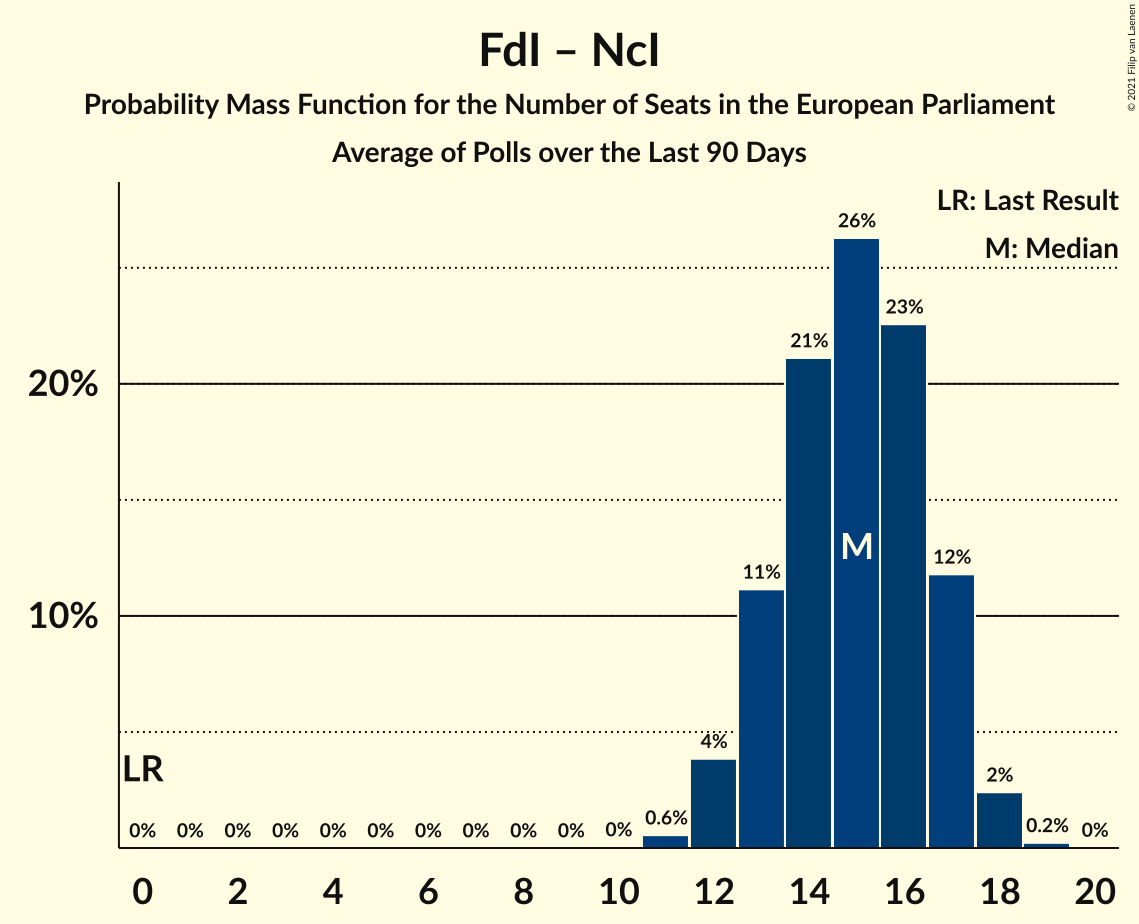 FdI – NcI
Probability Mass Function for the Number of Seats in the European Parliament
Average of Polls over the Last 90 Days
© 2021 Filip van Laenen
LR: Last Result
M: Median
26%
23%
21%
20%
M
12%
11%
10%
4%
LR
2%
0% 0% 0% 0% 0% 0% 0% 0% 0% 0% 0% 0.6% 0.2% 0%
0 2 4 6 8 10 12 14 16 18 20